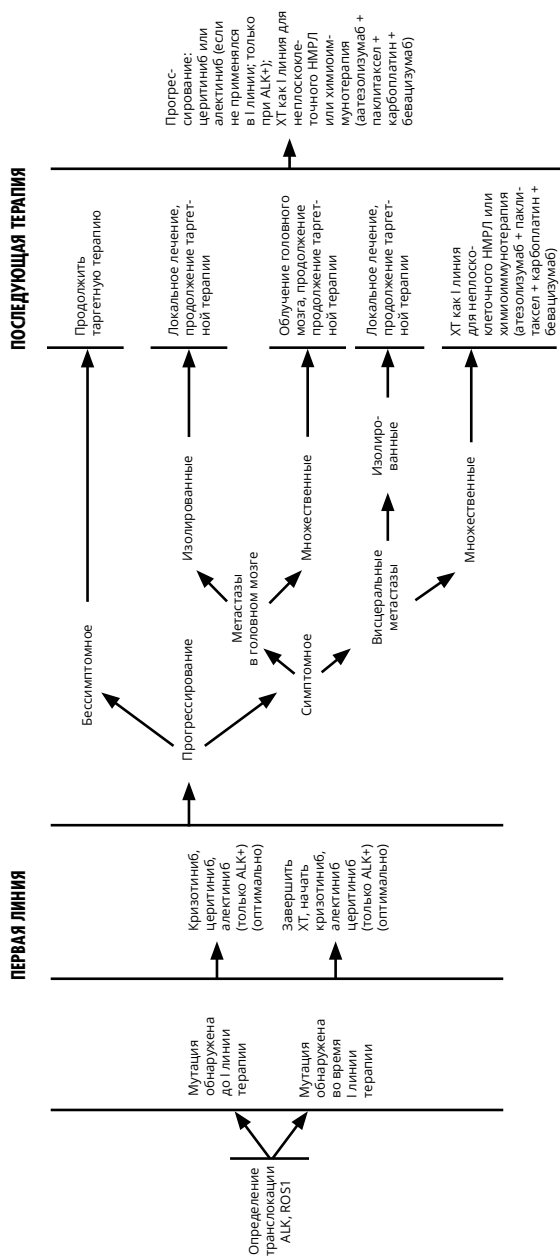 ПЕРВАЯ ЛИНИЯ
ПОСЛЕДУЮЩАЯ ТЕРАПИЯ
Определение
транслокации
ALK, ROS1
Мутация
обнаружена
до I линии
терапии
Мутация
обнаружена
во время
I линии
терапии
Кризотиниб,
церитиниб,
алектиниб
(только ALK+)
(оптимально)
Завершить
ХТ, начать
кризотиниб,
алектиниб
церитиниб
(только ALK+)
(оптимально)
Прогрессирование
Бессимптомное
Симптомное
Метастазы
в головном мозге
Висцеральные
метастазы
Изолированные
Множественные
Изолиро-
ванные
Множественные
Продолжить
таргетную терапию
Локальное лечение,
продолжение таргет-
ной терапии
Облучение головного
мозга, продолжение
продолжение таргет-
ной терапии
Локальное лечение,
продолжение таргет-
ной терапии
ХТ как I линия
для неплоско-
клеточного НМРЛ или
химиоиммунотерапия
(атезолизумаб + пакли-
таксел + карбоплатин +
бевацизумаб)
Прогрес-
сирование:
церитиниб или
алектиниб (если
не применялся
в I линии; только
при ALK+);
ХТ как I линия для
неплоскокле-
точного НМРЛ
или химиоим-
мунотерапия
(аатезолизумаб +
паклитаксел +
карбоплатин +
бевацизумаб)